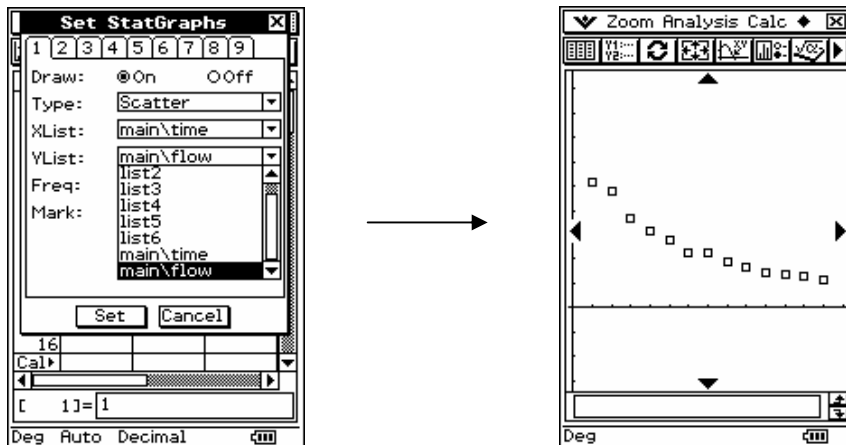 Set StatGraphs
1 2 3 4 5 6 7 8 9
Draw: On Off
Type: Scatter
XList: main\time
YList: main\flow
Freq:
Mark:
list2
list3
list4
list5
list6
main\time
main\flow
Set Cancel
16
Cal
[ 1]= 1
Deg Auto Decimal
Zoom Analysis Calc
Y1:
Y2:
Deg